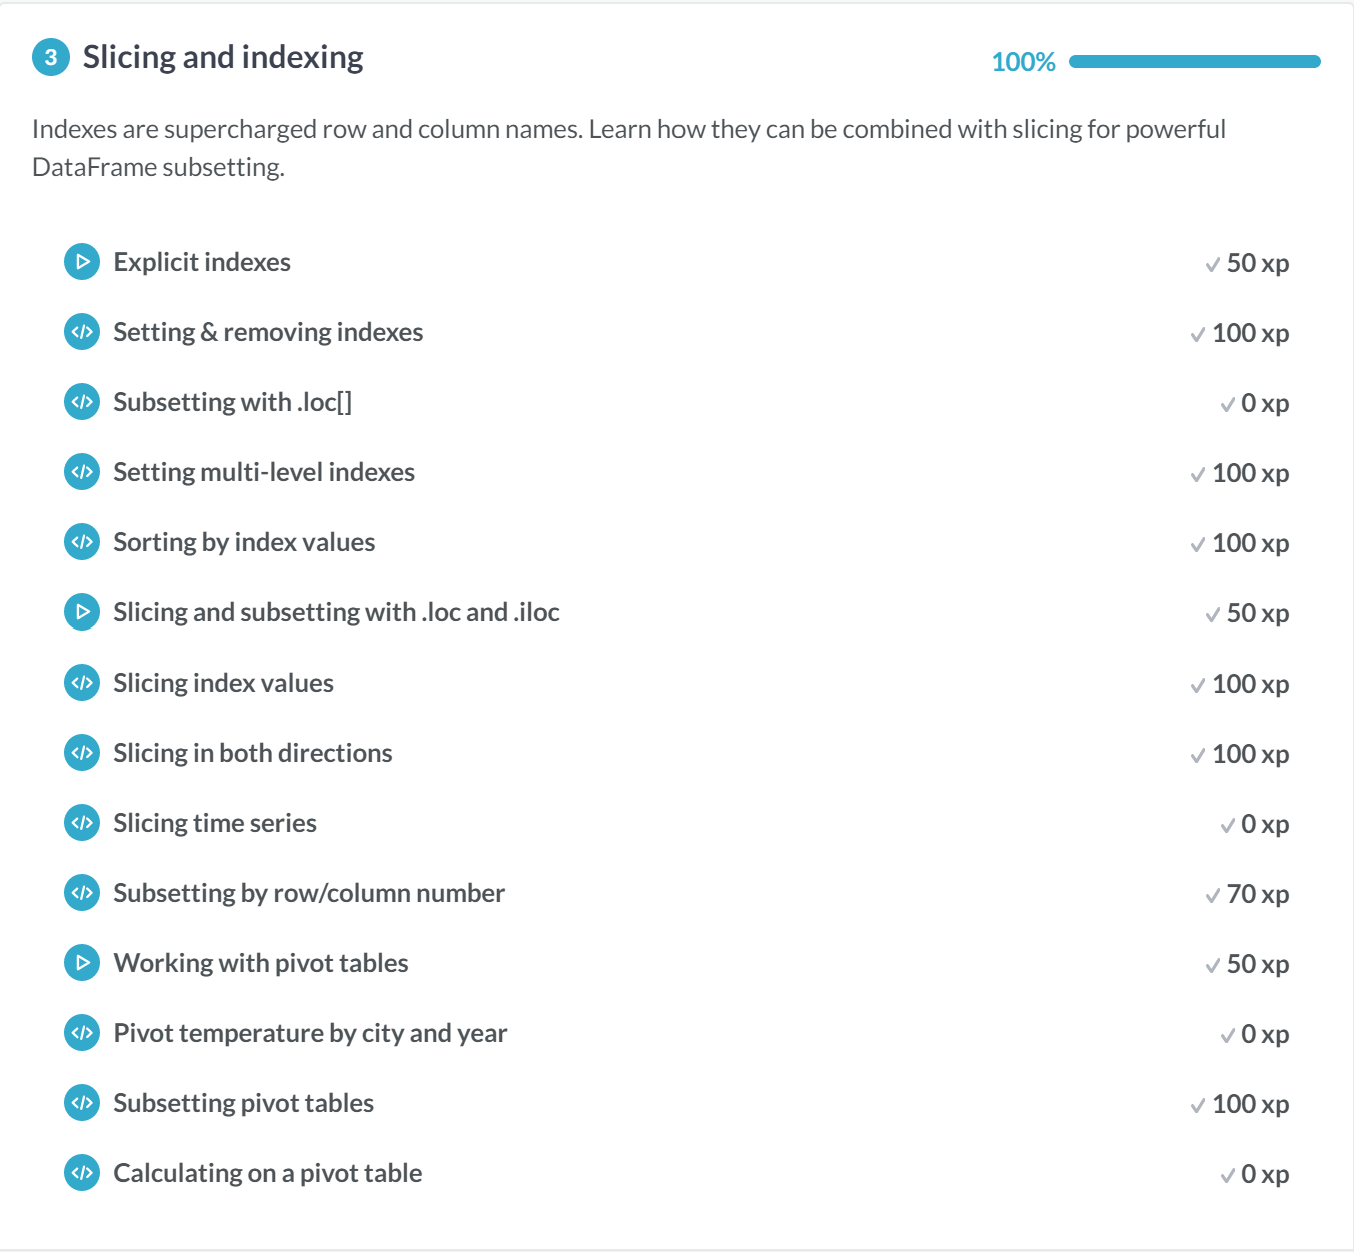 3 Slicing and indexing 100%
Indexes are supercharged row and column names. Learn how they can be combined with slicing for powerful
DataFrame subsetting.
Explicit indexes 50 xp
</> Setting & removing indexes 100 xp
</> Subsetting with .loc[] 0 xp
</> Setting multi-level indexes 100 xp
</> Sorting by index values 100 xp
Slicing and subsetting with .loc and .iloc 50 xp
</> Slicing index values 100 xp
</> Slicing in both directions 100 xp
</> Slicing time series 0 xp
</> Subsetting by row/column number 70 xp
Working with pivot tables 50 xp
</> Pivot temperature by city and year 0 xp
</> Subsetting pivot tables 100 xp
</> Calculating on a pivot table 0 xp